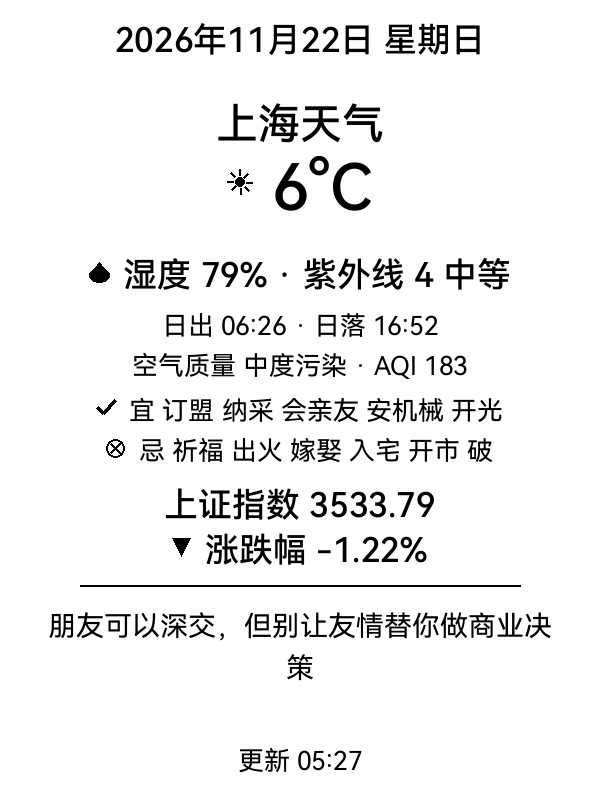 2026年11月22日 星期日
上海天气
6°C
湿度 79% · 紫外线 4 中等
日出 06:26 · 日落 16:52
空气质量 中度污染 · AQI 183
宜 订盟 纳采 会亲友 安机械 开光
忌 祈福 出火 嫁娶 入宅 开市 破
上证指数 3533.79
▼ 涨跌幅 -1.22%
朋友可以深交，但别让友情替你做商业决
策
更新 05:27